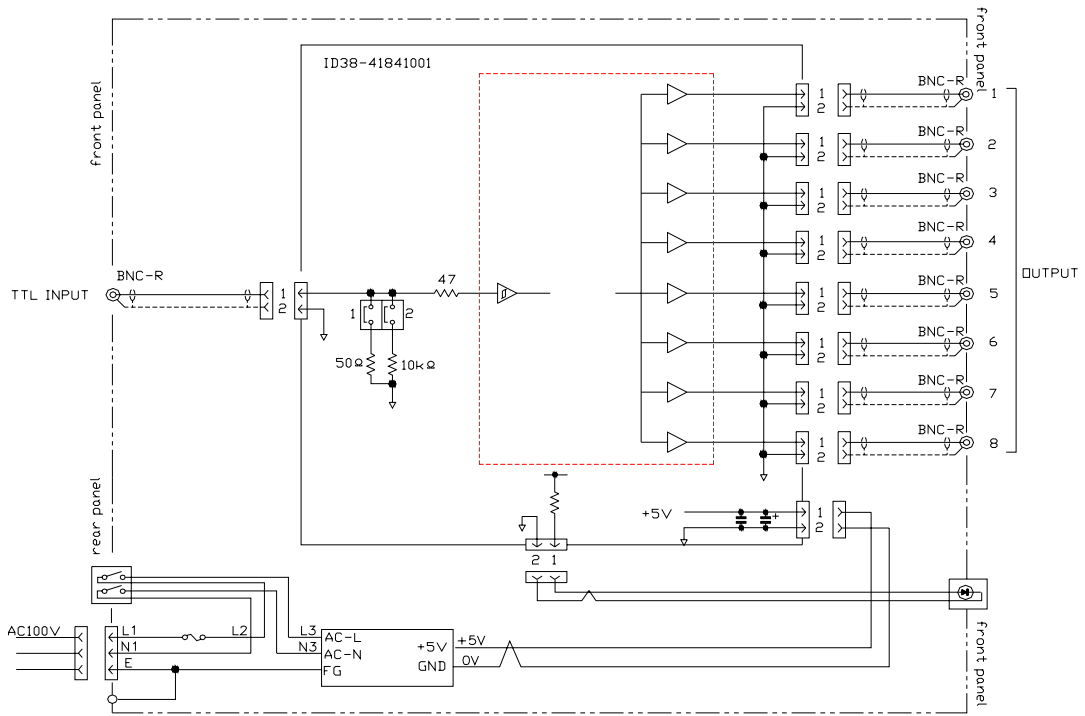 front panel
ID38-41841001
front panel
BNC-R
1
1
2
BNC-R
2
1
2
BNC-R
3
1
2
BNC-R
4
1
2
BNC-R
TTL INPUT
BNC-R
1
2
47
1
2
5
OUTPUT
1
2
50Ω
10kΩ
BNC-R
6
1
2
BNC-R
7
1
2
BNC-R
8
1
2
rear panel
+5V
+
1
2
2 1
AC100V
L1
L2
L3
AC-L
N1
N3
AC-N
E
FG
+5V
+5V
GND
0V
front panel